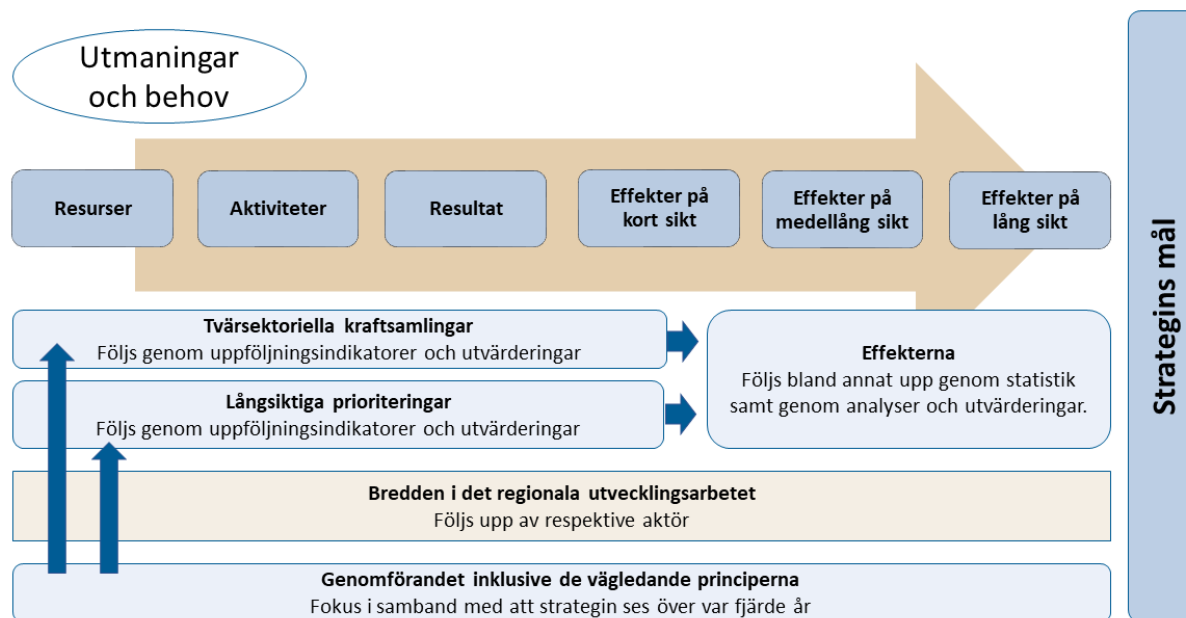 Utmaningar
och behov
Resurser
Aktiviteter
Resultat
Effekter på
kort sikt
Effekter på
medellång sikt
Effekter på
lång sikt
Tvärsektoriella kraftsamlingar
Följs genom uppföljningsindikatorer och utvärderingar
Långsiktiga prioriteringar
Följs genom uppföljningsindikatorer och utvärderingar
Effekterna
Följs bland annat upp genom statistik
samt genom analyser och utvärderingar.
Bredden i det regionala utvecklingsarbetet
Följs upp av respektive aktör
Genomförandet inklusive de vägledande principerna
Fokus i samband med att strategin ses över var fjärde år
Strategins mål